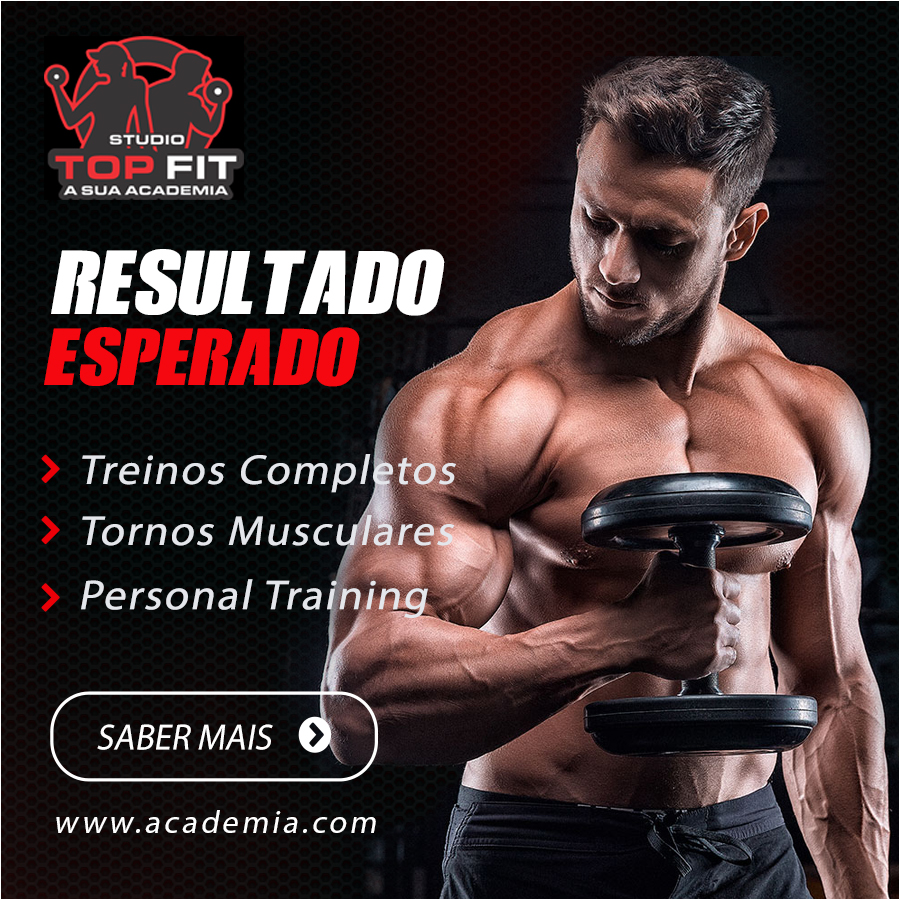 STUDIO
TOP FIT
A SUA ACADEMIA
RESULTADO
ESPERADO
Treinos Completos
Tornos Musculares
Personal Training
SABER MAIS
www.academia.com